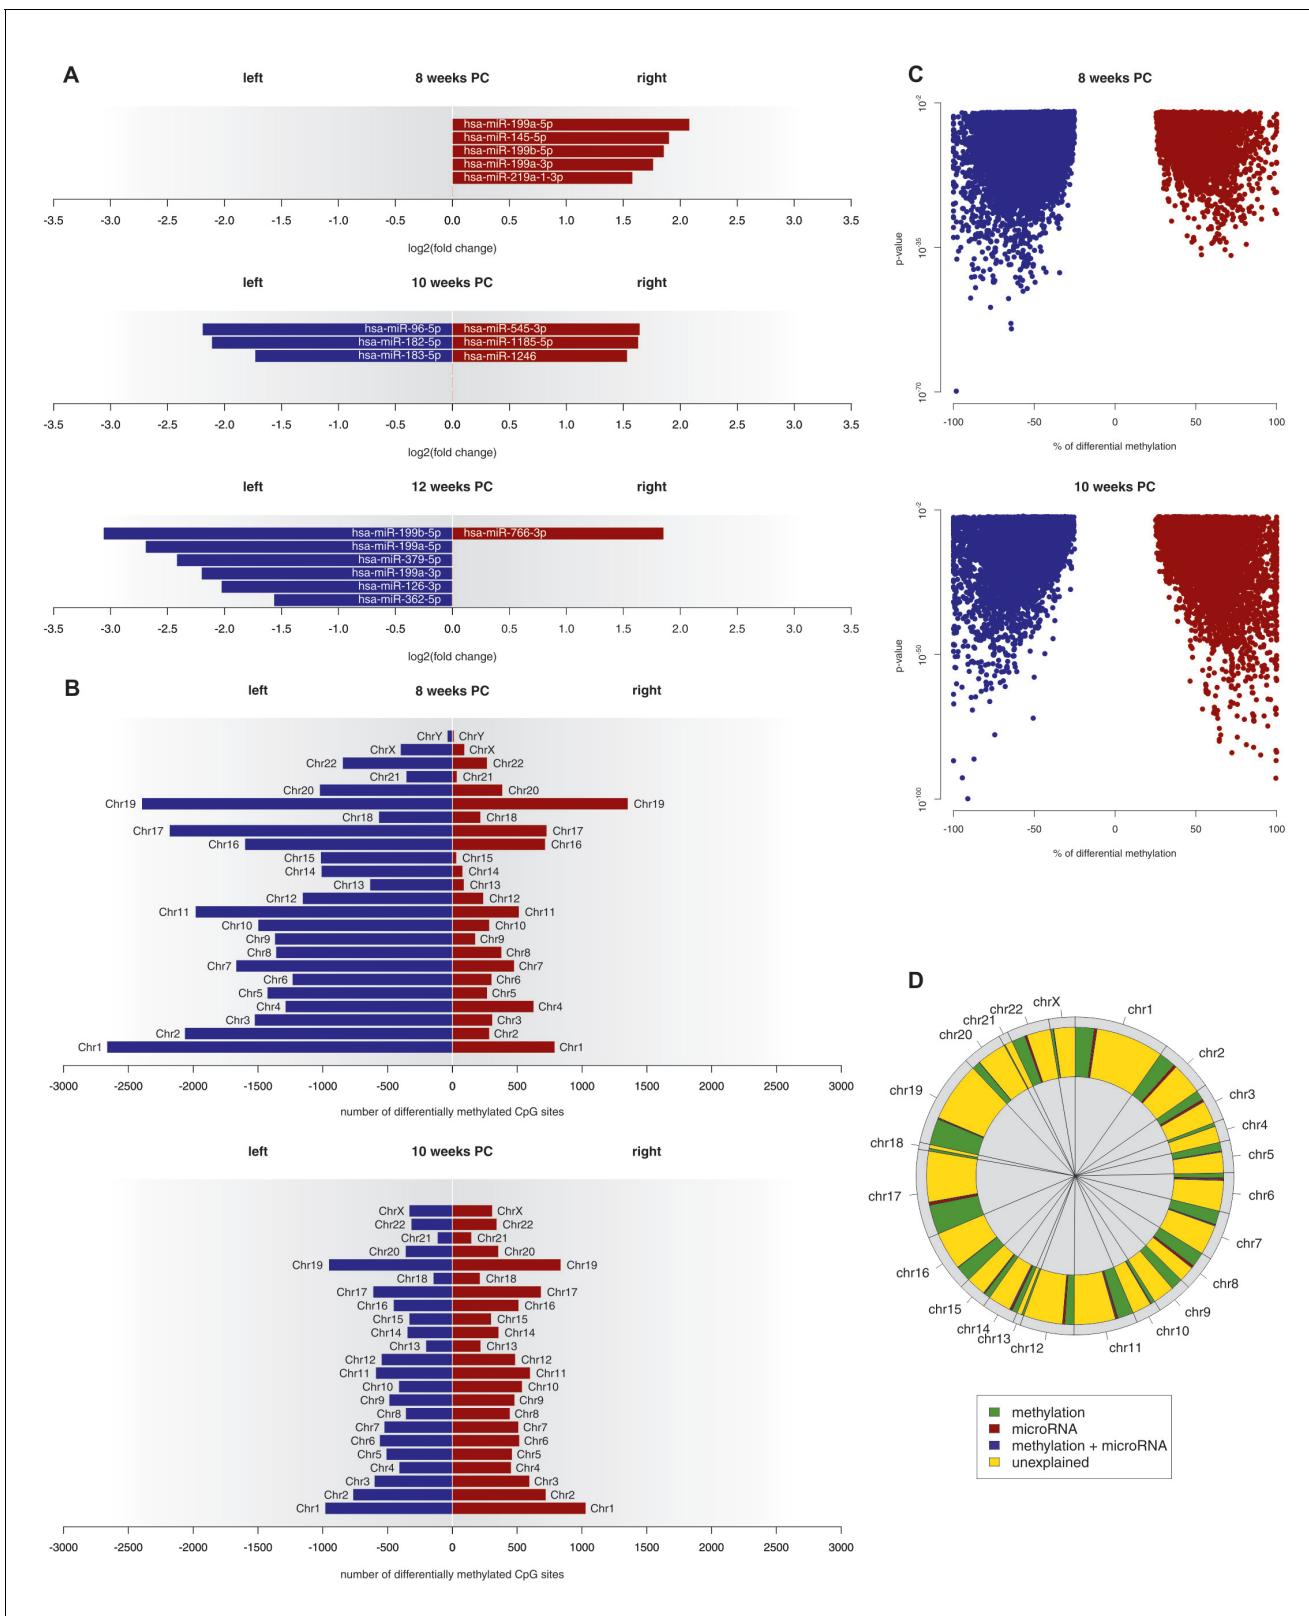 A
left 8 weeks PC right
hsa-miR-199a-5p
hsa-miR-145-5p
hsa-miR-199b-5p
hsa-miR-199a-3p
hsa-miR-219a-1-3p
-3.5 -3.0 -2.5 -2.0 -1.5 -1.0 -0.5 0.0 0.5 1.0 1.5 2.0 2.5 3.0 3.5
log2(fold change)
left 10 weeks PC right
hsa-miR-96-5p hsa-miR-545-3p
hsa-miR-182-5p hsa-miR-1185-5p
hsa-miR-183-5p hsa-miR-1246
-3.5 -3.0 -2.5 -2.0 -1.5 -1.0 -0.5 0.0 0.5 1.0 1.5 2.0 2.5 3.0 3.5
log2(fold change)
left 12 weeks PC right
hsa-miR-199b-5p hsa-miR-766-3p
hsa-miR-199a-5p
hsa-miR-379-5p
hsa-miR-199a-3p
hsa-miR-126-3p
hsa-miR-362-5p
-3.5 -3.0 -2.5 -2.0 -1.5 -1.0 -0.5 0.0 0.5 1.0 1.5 2.0 2.5 3.0 3.5
log2(fold change)
B
left 8 weeks PC right
ChrY ChrY
ChrX ChrX
Chr22 Chr22
Chr21 Chr21
Chr20 Chr20
Chr19 Chr19
Chr18 Chr18
Chr17 Chr17
Chr16 Chr16
Chr15 Chr15
Chr14 Chr14
Chr13 Chr13
Chr12 Chr12
Chr11 Chr11
Chr10 Chr10
Chr9 Chr9
Chr8 Chr8
Chr7 Chr7
Chr6 Chr6
Chr5 Chr5
Chr4 Chr4
Chr3 Chr3
Chr2 Chr2
Chr1 Chr1
-3000 -2500 -2000 -1500 -1000 -500 0 500 1000 1500 2000 2500 3000
number of differentially methylated CpG sites
left 10 weeks PC right
ChrX ChrX
Chr22 Chr22
Chr21 Chr21
Chr20 Chr20
Chr19 Chr19
Chr18 Chr18
Chr17 Chr17
Chr16 Chr16
Chr15 Chr15
Chr14 Chr14
Chr13 Chr13
Chr12 Chr12
Chr11 Chr11
Chr10 Chr10
Chr9 Chr9
Chr8 Chr8
Chr7 Chr7
Chr6 Chr6
Chr5 Chr5
Chr4 Chr4
Chr3 Chr3
Chr2 Chr2
Chr1 Chr1
-3000 -2500 -2000 -1500 -1000 -500 0 500 1000 1500 2000 2500 3000
number of differentially methylated CpG sites
C
8 weeks PC
10-2
10-35
10-70
p-value
-100 -50 0 50 100
% of differential methylation
10 weeks PC
10-2
10-50
10-100
p-value
-100 -50 0 50 100
% of differential methylation
D
chr1
chr2
chr3
chr4
chr5
chr6
chr7
chr8
chr9
chr10
chr11
chr12
chr13
chr14
chr15
chr16
chr17
chr18
chr19
chr20
chr21
chr22
chrX
methylation
microRNA
methylation + microRNA
unexplained